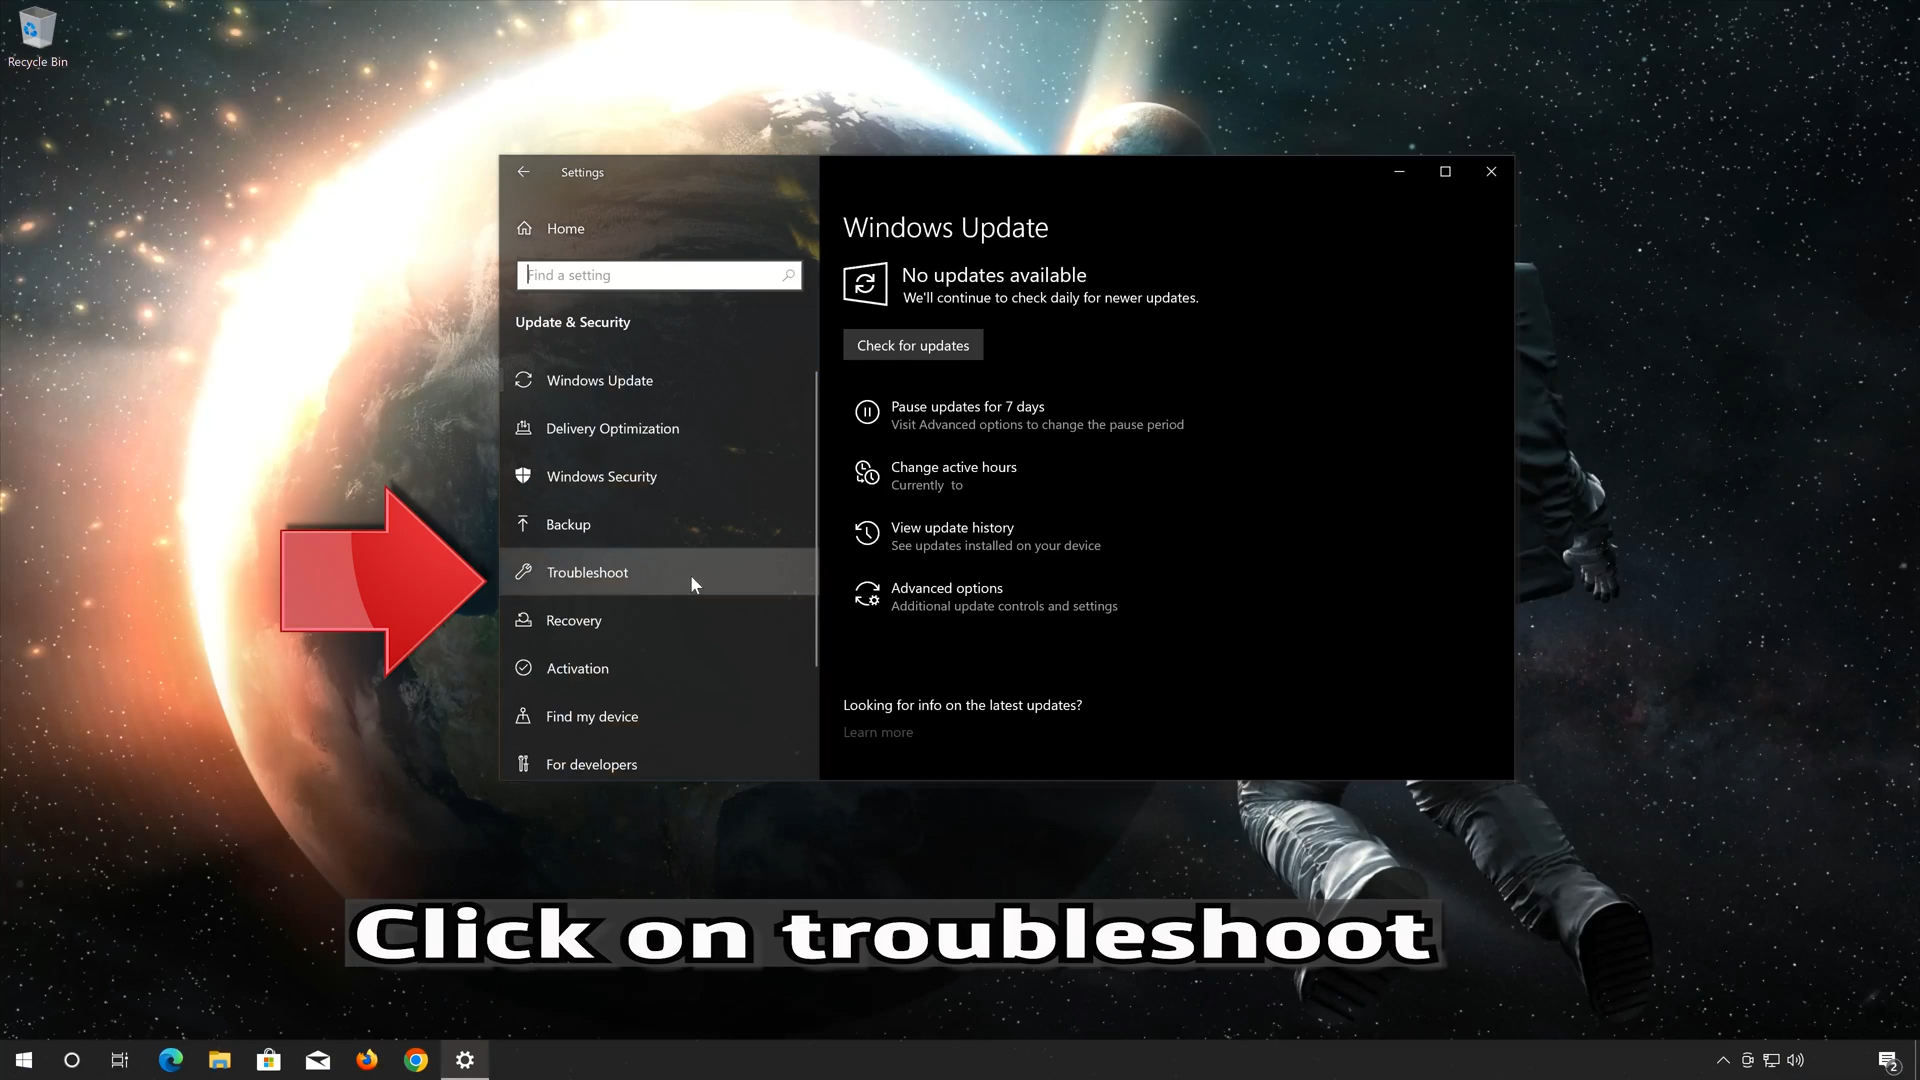 Recycle Bin
Settings
Home
Find a setting
Update & Security
Windows Update
Delivery Optimization
Windows Security
Backup
Troubleshoot
Recovery
Activation
Find my device
For developers
Windows Update
No updates available
We'll continue to check daily for newer updates.
Check for updates
Pause updates for 7 days
Visit Advanced options to change the pause period
Change active hours
Currently to
View update history
See updates installed on your device
Advanced options
Additional update controls and settings
Looking for info on the latest updates?
Learn more
Click on troubleshoot
2